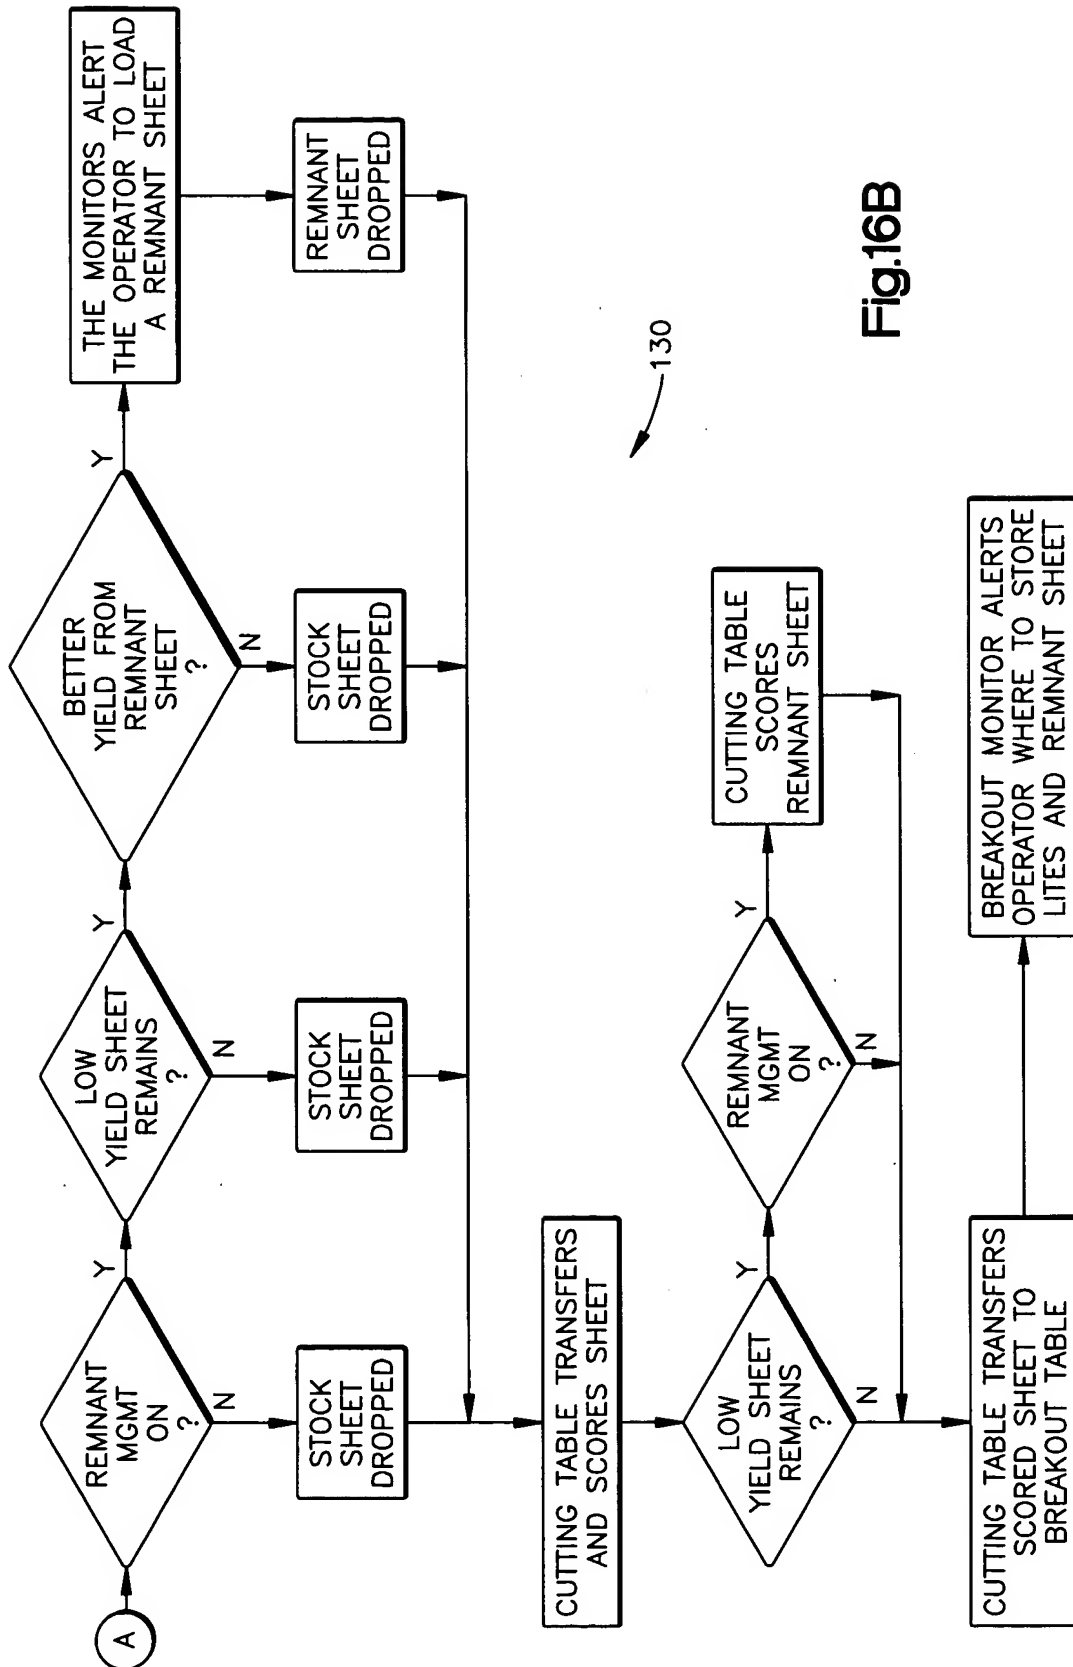 A
REMNANT
MGMT
ON
?
Y
N
LOW
YIELD SHEET
REMAINS
?
Y
N
BETTER
YIELD FROM
REMNANT
SHEET
?
Y
N
THE MONITORS ALERT
THE OPERATOR TO LOAD
A REMNANT SHEET
STOCK
SHEET
DROPPED
STOCK
SHEET
DROPPED
STOCK
SHEET
DROPPED
REMNANT
SHEET
DROPPED
CUTTING TABLE TRANSFERS
AND SCORES SHEET
130
LOW
YIELD SHEET
REMAINS
?
Y
N
REMNANT
MGMT
ON
?
Y
N
CUTTING TABLE
SCORES
REMNANT SHEET
CUTTING TABLE TRANSFERS
SCORED SHEET TO
BREAKOUT TABLE
BREAKOUT MONITOR ALERTS
OPERATOR WHERE TO STORE
LITES AND REMNANT SHEET
Fig.16B